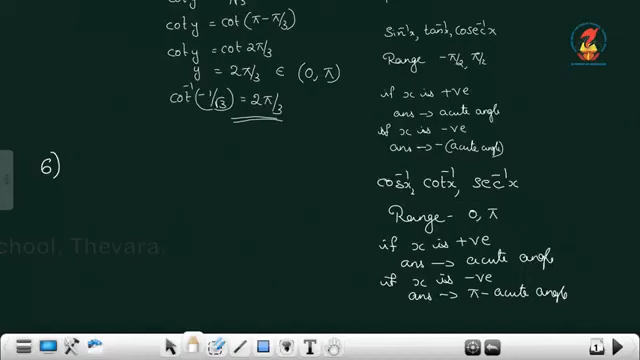 cot y = cot (π - π/3)
cot y = cot 2π/3
y = 2π/3 ∈ (0, π)
cot⁻¹ (-1/√3) = 2π/3
6)
sin⁻¹x, tan⁻¹x, cosec⁻¹x
Range -π/2, π/2
if x is +ve
ans → acute angle
if x is -ve
ans → -(acute angle)
cos⁻¹x, cot⁻¹x, sec⁻¹x
Range - 0, π
if x is +ve
ans → acute angle
if x is -ve
ans → π - acute angle
chool, Thevara.